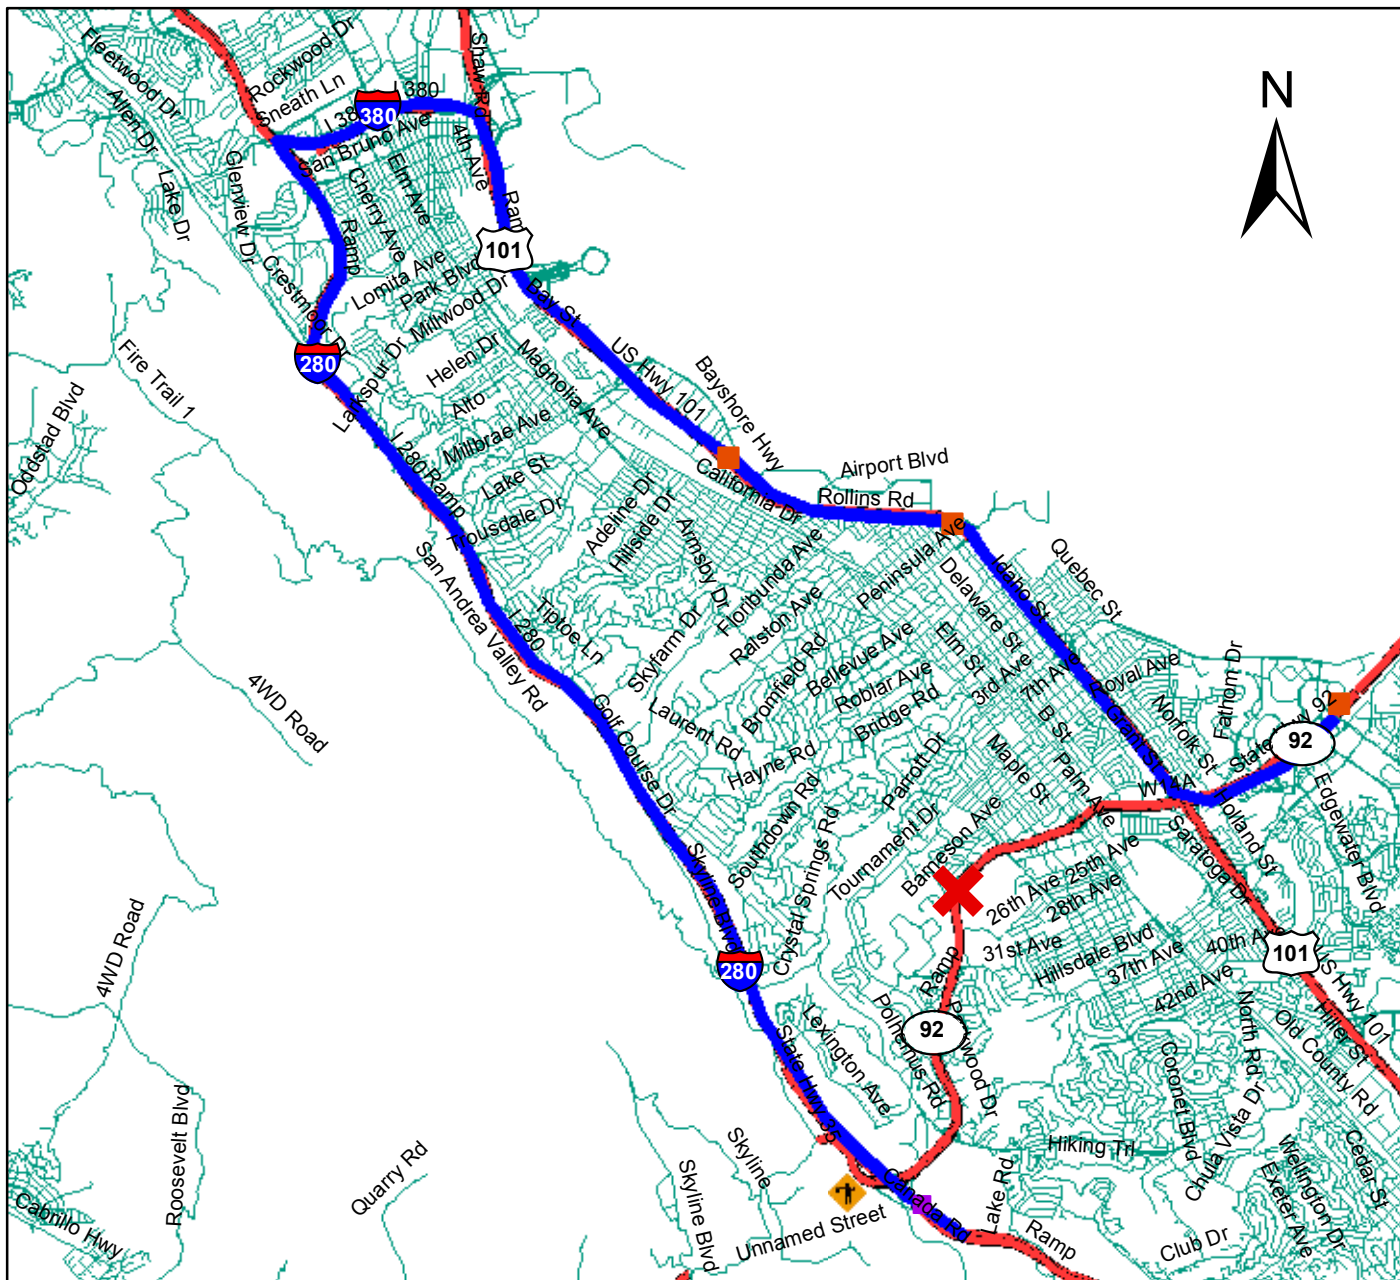 N
Fleetwood Dr
Rockwood Dr
Shaw Rd
Allen Dr
Sneath Ln
I 380
380
San Bruno Ave
4th Ave
Glenview Dr
Lake Dr
Elm Ave
Cherry Ave
Ramp
101
Crestmoor Dr
Lomita Ave
Park Blvd
Millwood Dr
Bay St
280
Fire Trail 1
Larkspur Dr
Helen Dr
Magnolia Ave
US Hwy 101
Bayshore Hwy
Oddstad Blvd
Alto
Millbrae Ave
I 280
Ramp
Lake St
Trousdale Dr
California Dr
Airport Blvd
Rollins Rd
Adeline Dr
Hillside Dr
Armsby Dr
Floribunda Ave
Peninsula Ave
Quebec St
San Andrea Valley Rd
I 280
Tiptoe Ln
Skyfarm Dr
Ralston Ave
Delaware St
Idaho St
Bromfield Rd
Bellevue Ave
Elm St
3rd Ave
7th Ave
Royal Ave
Fathom Dr
4WD Road
Golf Course Dr
Laurent Rd
Roblar Ave
Bridge Rd
B St
Grant St
Norfolk St
92
Hayne Rd
Parrott Dr
Maple St
Palm Ave
W14A
Holland St
Edgewater Blvd
Southdown Rd
Tournament Dr
Barneson Ave
Saratoga Dr
Skyline Blvd
Crystal Springs Rd
26th Ave
25th Ave
28th Ave
4WD Road
280
31st Ave
Hillsdale Blvd
37th Ave
40th Ave
42nd Ave
101
US Hwy 101
Ramp
92
Polhemus Rd
Parkwood Dr
Lexington Ave
State Hwy 35
North Rd
Old County Rd
Hiller St
Coronet Blvd
Chula Vista Dr
Roosevelt Blvd
Quarry Rd
Skyline
Skyline Blvd
Hiking Trl
Lake Rd
Canada Rd
Unnamed Street
Ramp
Club Dr
Wellington Dr
Exeter Ave
Cedar St
Cabrillo Hwy